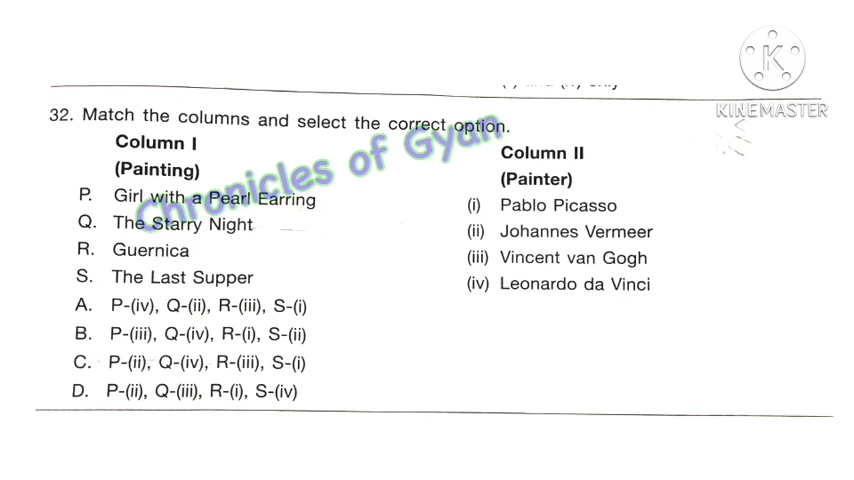 K
KINEMASTER
32. Match the columns and select the correct option.
Column I
(Painting)
P. Girl with a Pearl Earring
Q. The Starry Night
R. Guernica
S. The Last Supper
Column II
(Painter)
(i) Pablo Picasso
(ii) Johannes Vermeer
(iii) Vincent van Gogh
(iv) Leonardo da Vinci
A. P-(iv), Q-(ii), R-(iii), S-(i)
B. P-(iii), Q-(iv), R-(i), S-(ii)
C. P-(ii), Q-(iv), R-(iii), S-(i)
D. P-(ii), Q-(iii), R-(i), S-(iv)
Chronicles of Gyan